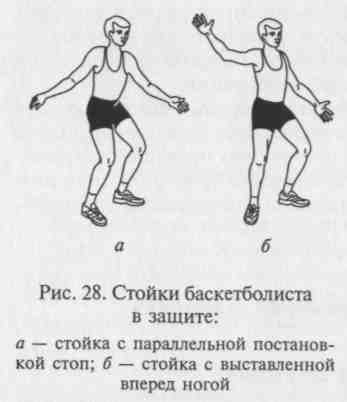 а б
Рис. 28. Стойки баскетболиста
в защите:
а — стойка с параллельной постанов-
кой стоп; б — стойка с выставленной
вперед ногой